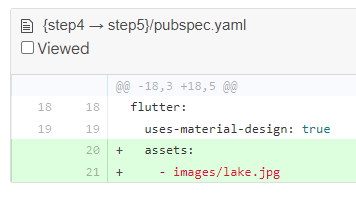 {step4 → step5}/pubspec.yaml
Viewed
@@ -18,3 +18,5 @@
18 18 flutter:
19 19 uses-material-design: true
20 + assets:
21 + - images/lake.jpg